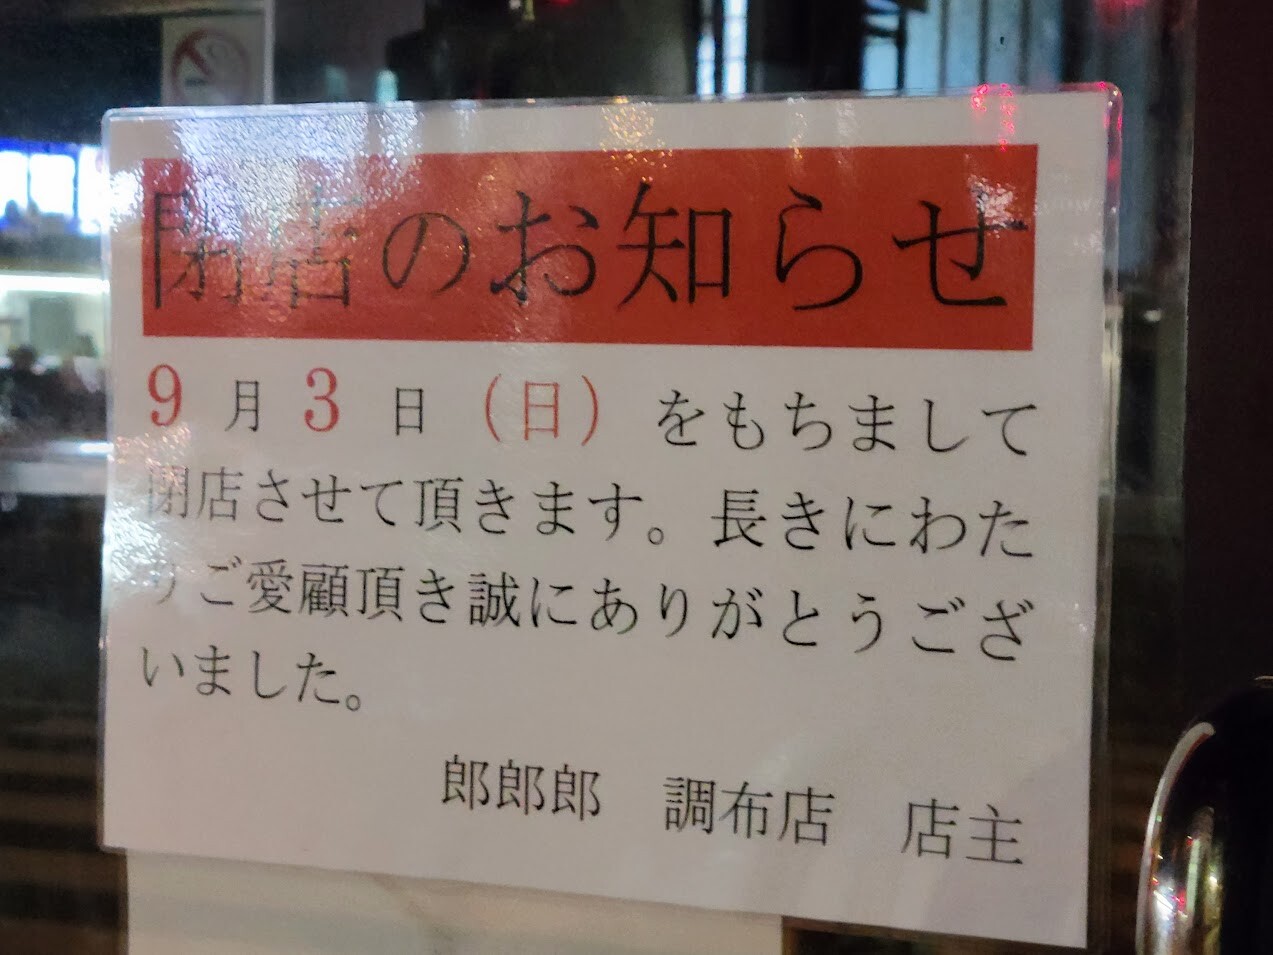 閉店のお知らせ
9月3日(日)をもちまして
閉店させて頂きます。長きにわた
りご愛顧頂き誠にありがとうござ
いました。
郎郎郎 調布店 店主